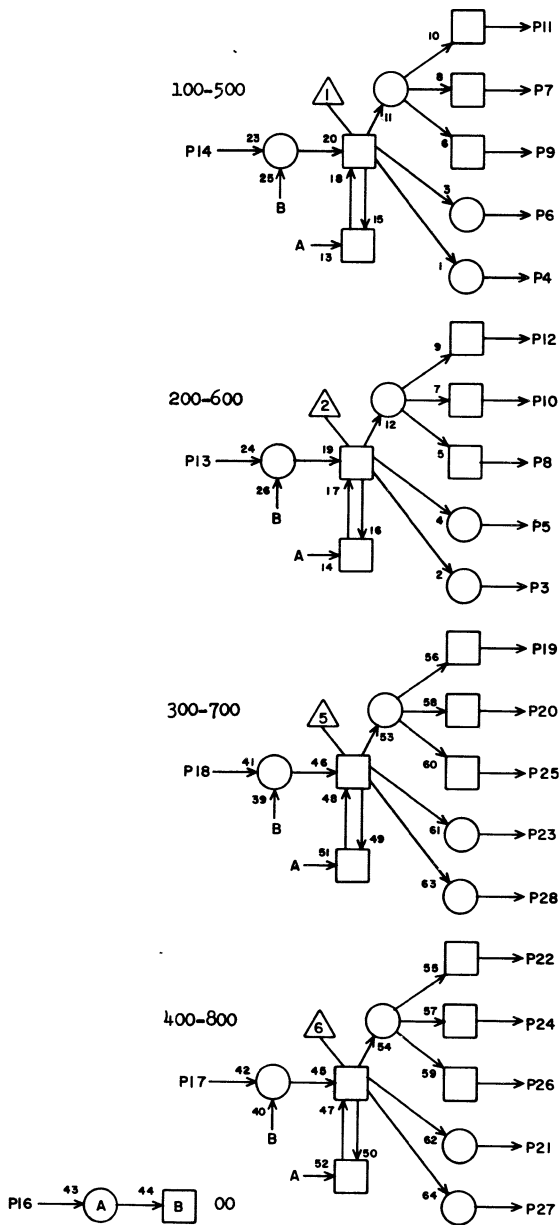 10 P11
100-500 1 8 P7
11
P14 23 20 6 P9
25 18 3 P6
B 15
A 13 1 P4
9 P12
200-600 2 7 P10
12
P13 24 19 5 P8
26 17 4 P5
B 16
A 14 2 P3
56 P19
300-700 5 58 P20
53
P18 41 46 60 P25
39 48 61 P23
B 49
A 51 63 P28
55 P22
400-800 6 57 P24
54
P17 42 45 59 P26
40 47 62 P21
B 50
A 52 64 P27
P16 43 A 44 B 00